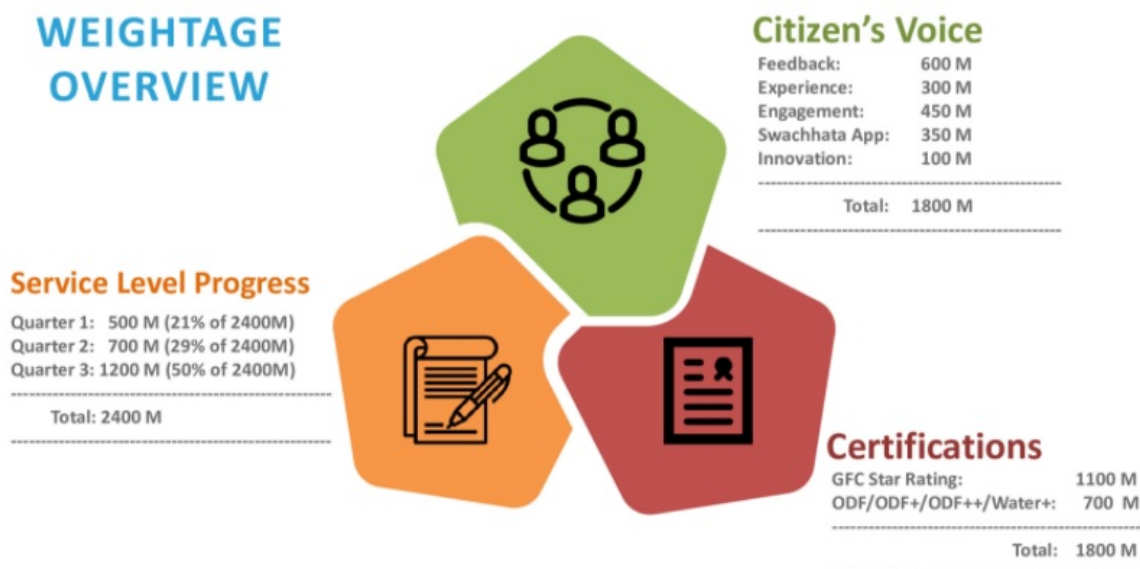 WEIGHTAGE
OVERVIEW
Citizen's Voice
Feedback: 600 M
Experience: 300 M
Engagement: 450 M
Swachhata App: 350 M
Innovation: 100 M
Total: 1800 M
Service Level Progress
Quarter 1: 500 M (21% of 2400M)
Quarter 2: 700 M (29% of 2400M)
Quarter 3: 1200 M (50% of 2400M)
Total: 2400 M
Certifications
GFC Star Rating: 1100 M
ODF/ODF+/ODF++/Water+: 700 M
Total: 1800 M